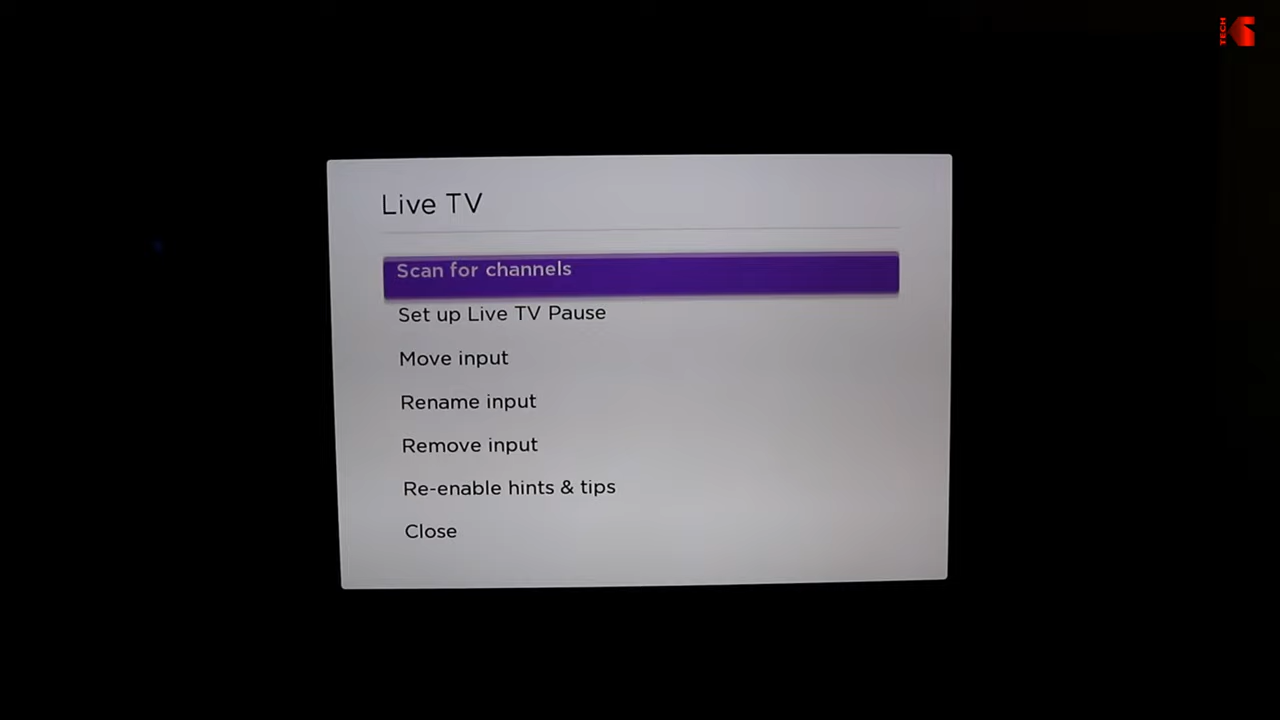 TECH
Live TV
Scan for channels
Set up Live TV Pause
Move input
Rename input
Remove input
Re-enable hints & tips
Close